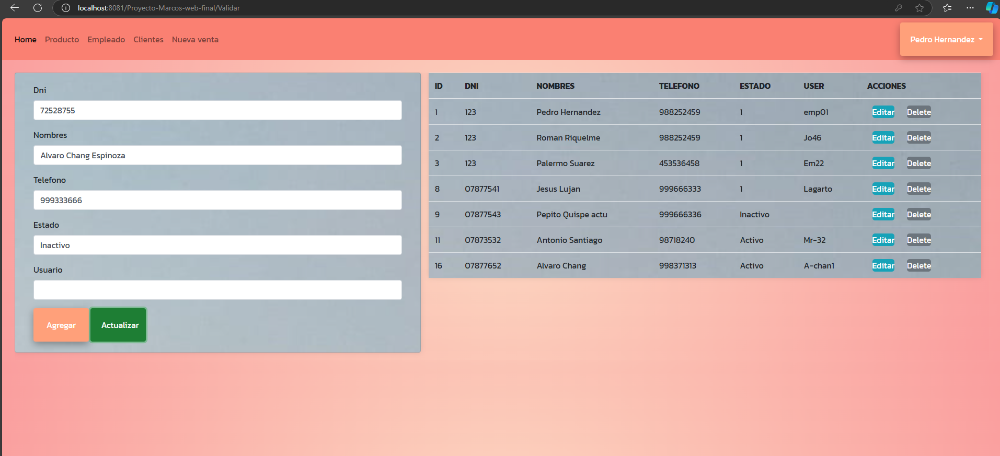 localhost:8081/Proyecto-Marcos-web-final/Validar
Home Producto Empleado Clientes Nueva venta
Pedro Hernandez
Dni
72528755
Nombres
Alvaro Chang Espinoza
Telefono
999333666
Estado
Inactivo
Usuario
Agregar Actualizar
ID DNI NOMBRES TELEFONO ESTADO USER ACCIONES
1 123 Pedro Hernandez 988252459 1 emp01 Editar Delete
2 123 Roman Riquelme 988252459 1 Jo46 Editar Delete
3 123 Palermo Suarez 453536458 1 Em22 Editar Delete
8 07877541 Jesus Lujan 999666333 1 Lagarto Editar Delete
9 07877543 Pepito Quispe actu 999666336 Inactivo Editar Delete
11 07873532 Antonio Santiago 98718240 Activo Mr-32 Editar Delete
16 07877652 Alvaro Chang 998371313 Activo A-chan1 Editar Delete